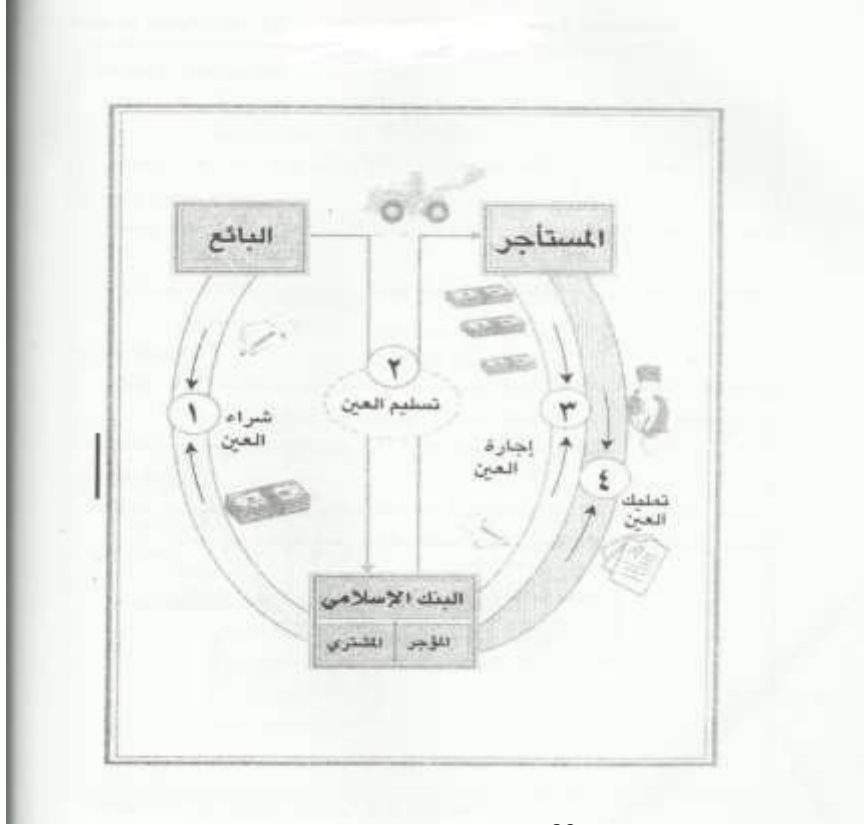 المستأجر
البائع
٢
تسليم العين
١
شراء
العين
٣
إجارة
العين
٤
تمليك
العين
البنك الإسلامي
المؤجر
المشتري